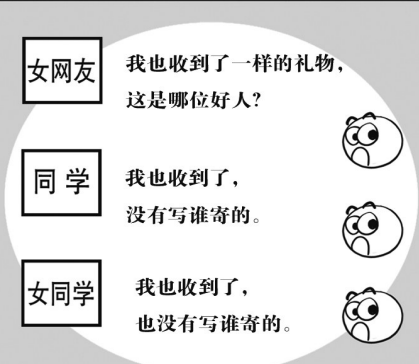 女网友
我也收到了一样的礼物，
这是哪位好人？
同学
我也收到了，
没有写谁寄的。
女同学
我也收到了，
也没有写谁寄的。